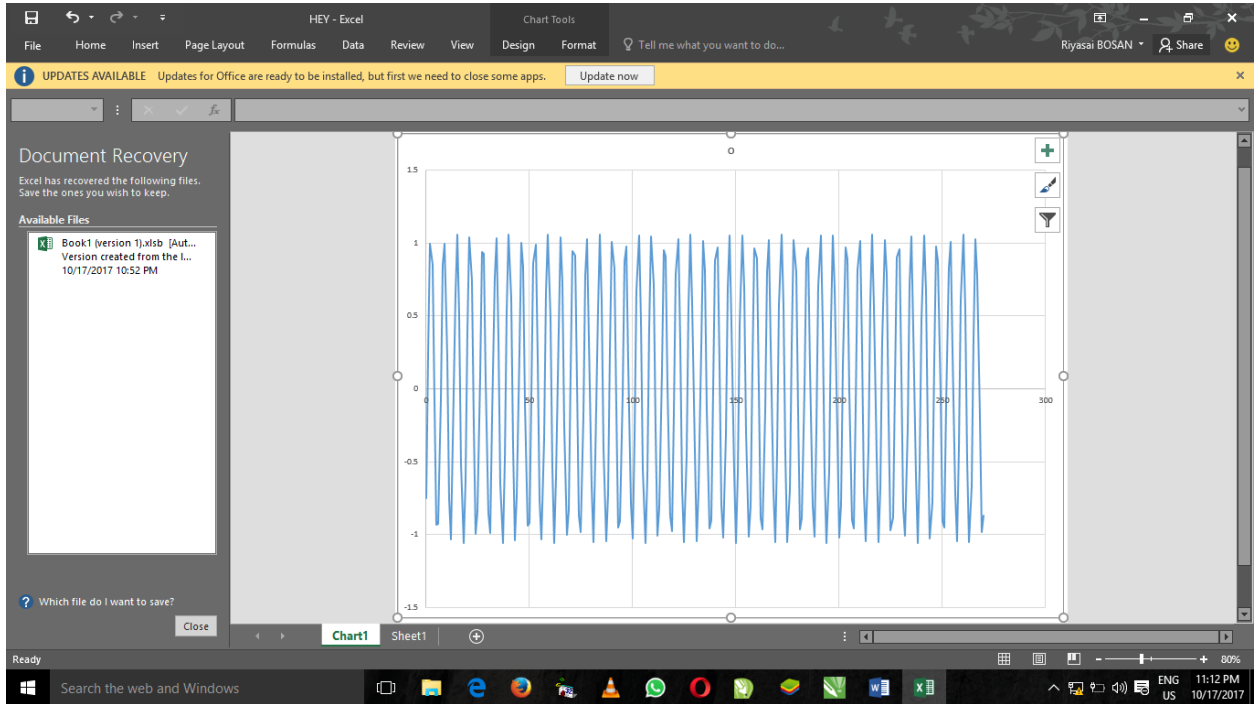 HEY - Excel
Chart Tools
File Home Insert Page Layout Formulas Data Review View Design Format Tell me what you want to do...
Riyasai BOSAN Share
UPDATES AVAILABLE Updates for Office are ready to be installed, but first we need to close some apps. Update now
fx
Document Recovery
Excel has recovered the following files.
Save the ones you wish to keep.
Available Files
Book1 (version 1).xlsb [Aut...
Version created from the l...
10/17/2017 10:52 PM
Which file do I want to save?
Close
o
1.5
1
0.5
0
0 50 100 150 200 250 300
-0.5
-1
-1.5
Chart1 Sheet1
Ready
80%
Search the web and Windows
ENG 11:12 PM
US 10/17/2017